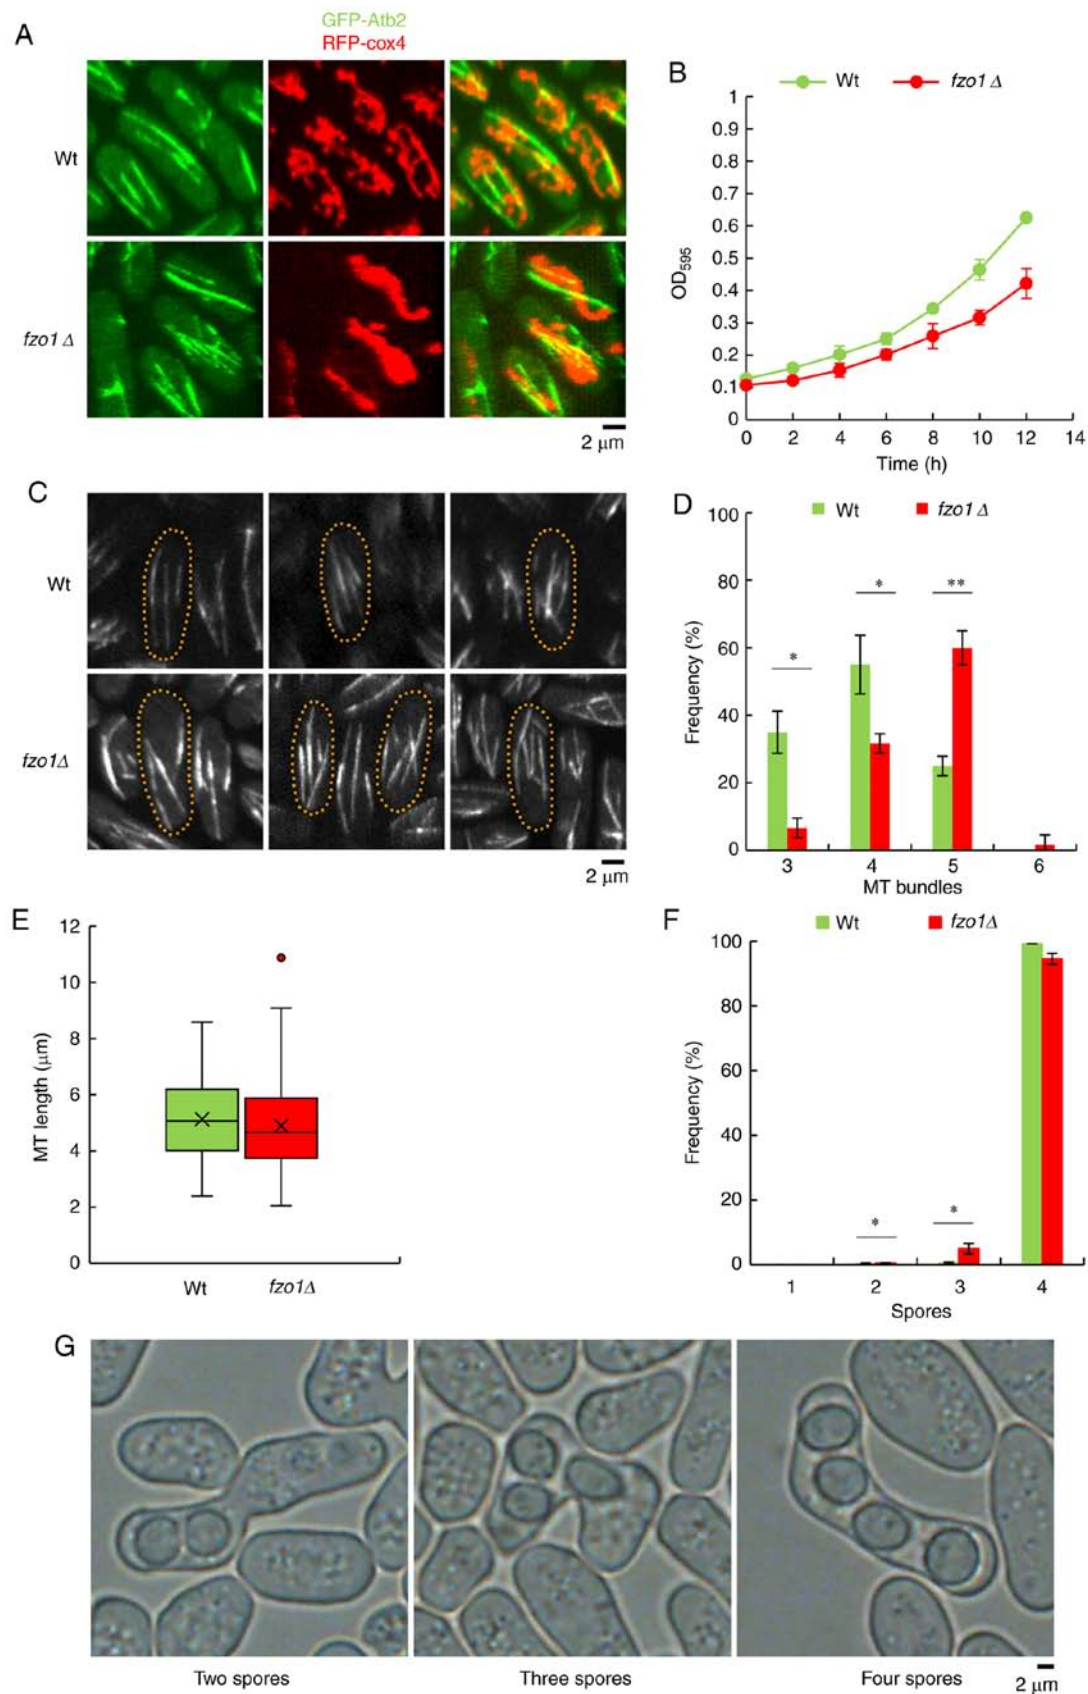 A
GFP-Atb2
RFP-cox4
Wt
fzo1Δ
2 μm
B
Wt
fzo1Δ
1
0.9
0.8
0.7
0.6
0.5
0.4
0.3
0.2
0.1
0
OD595
0 2 4 6 8 10 12 14
Time (h)
C
Wt
fzo1Δ
2 μm
D
Wt
fzo1Δ
100
80
60
40
20
0
Frequency (%)
*
*
**
3 4 5 6
MT bundles
E
12
10
8
6
4
2
0
MT length (μm)
Wt
fzo1Δ
F
Wt
fzo1Δ
100
80
60
40
20
0
Frequency (%)
*
*
1 2 3 4
Spores
G
Two spores
Three spores
Four spores
2 μm